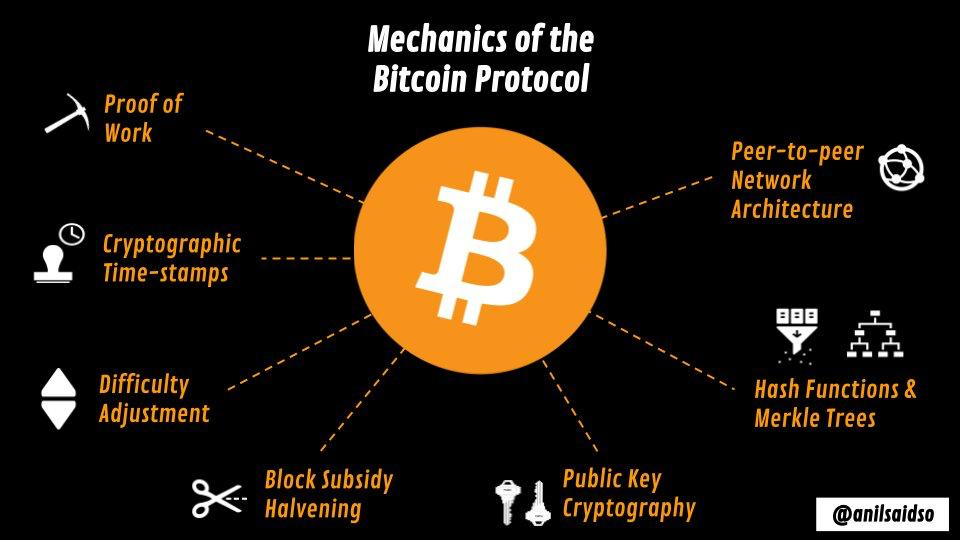 Mechanics of the
Bitcoin Protocol
Proof of
Work
Cryptographic
Time-stamps
Difficulty
Adjustment
Block Subsidy
Halvening
Public Key
Cryptography
Hash Functions &
Merkle Trees
Peer-to-peer
Network
Architecture
@anilsaidso